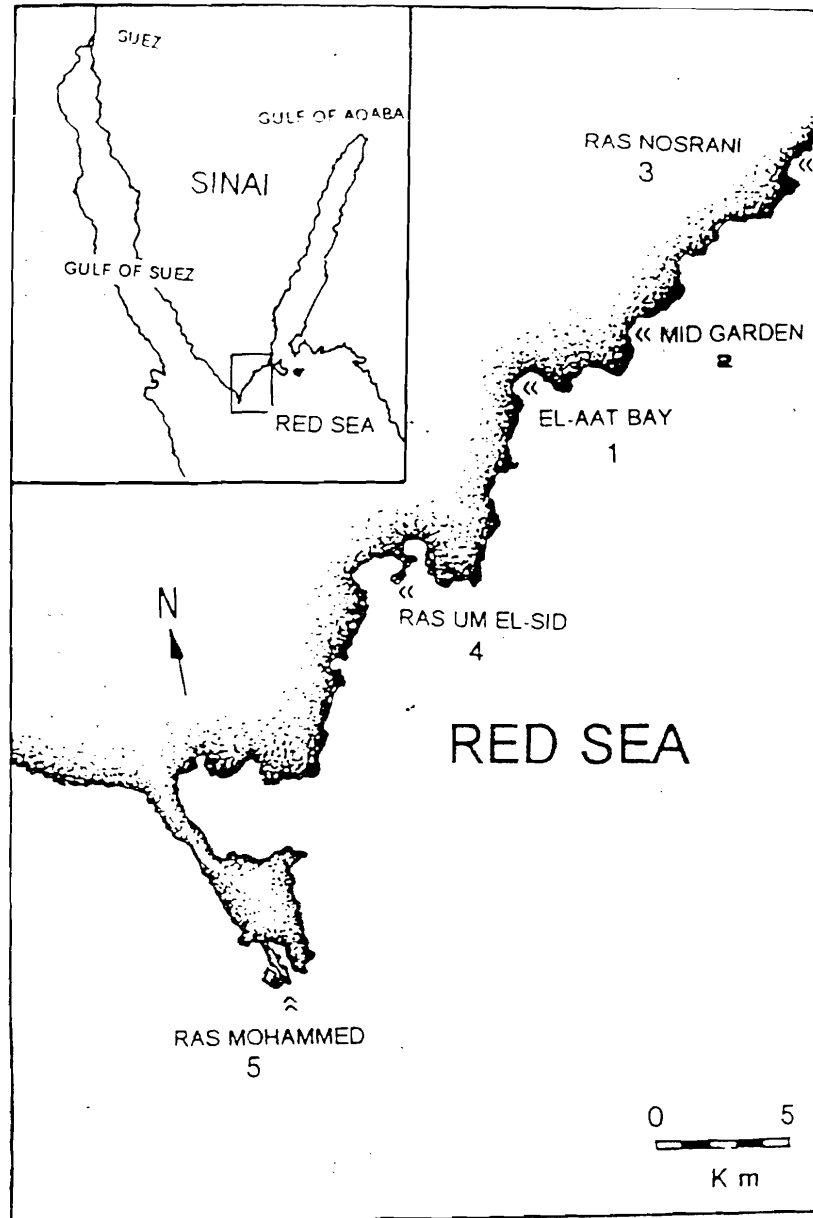 SUEZ
GULF OF AQABA
SINAI
GULF OF SUEZ
RED SEA
RAS NOSRANI
3
MID GARDEN
2
EL-AAT BAY
1
RAS UM EL-SID
4
N
RED SEA
RAS MOHAMMED
5
0 5
Km